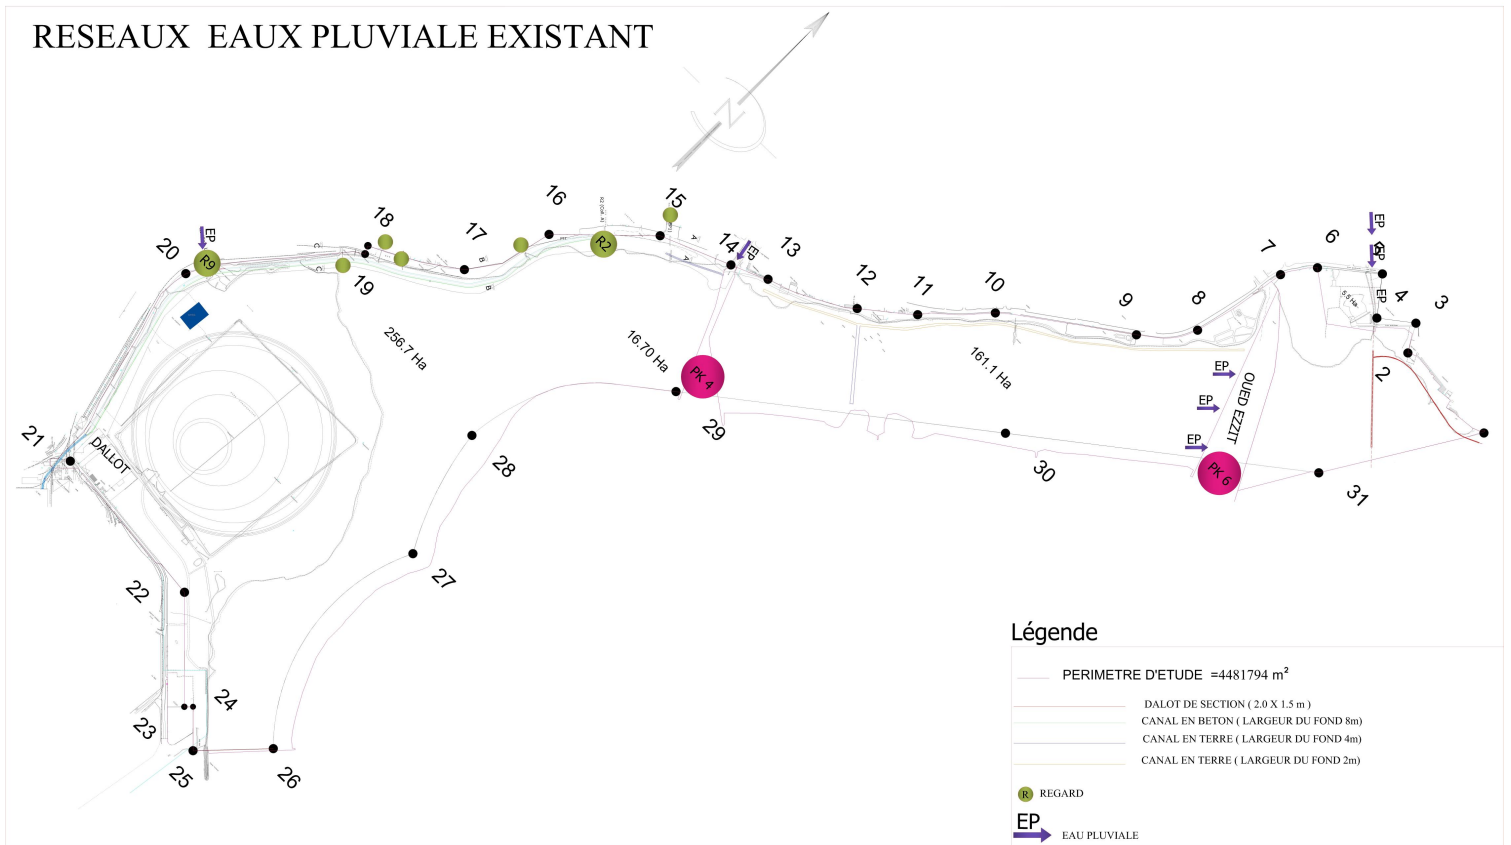 RESEAUX EAUX PLUVIALE EXISTANT
N
EP
R9
20
C
C
18
19
17
B
B
16
E
R2
15
A
A
14
EP
13
12
11
10
9
8
7
6
EP
EP
EP
5.5 Ha
4
3
2
256.7 Ha
16.70 Ha
161.1 Ha
PK 4
EP
EP
EP
OUED EZZIT
PK 6
21
DALLOT
28
29
30
31
27
22
23
24
25
26
Légende
PERIMETRE D'ETUDE =4481794 m²
DALOT DE SECTION ( 2.0 X 1.5 m )
CANAL EN BETON ( LARGEUR DU FOND 8m)
CANAL EN TERRE ( LARGEUR DU FOND 4m)
CANAL EN TERRE ( LARGEUR DU FOND 2m)
R REGARD
EP
EAU PLUVIALE